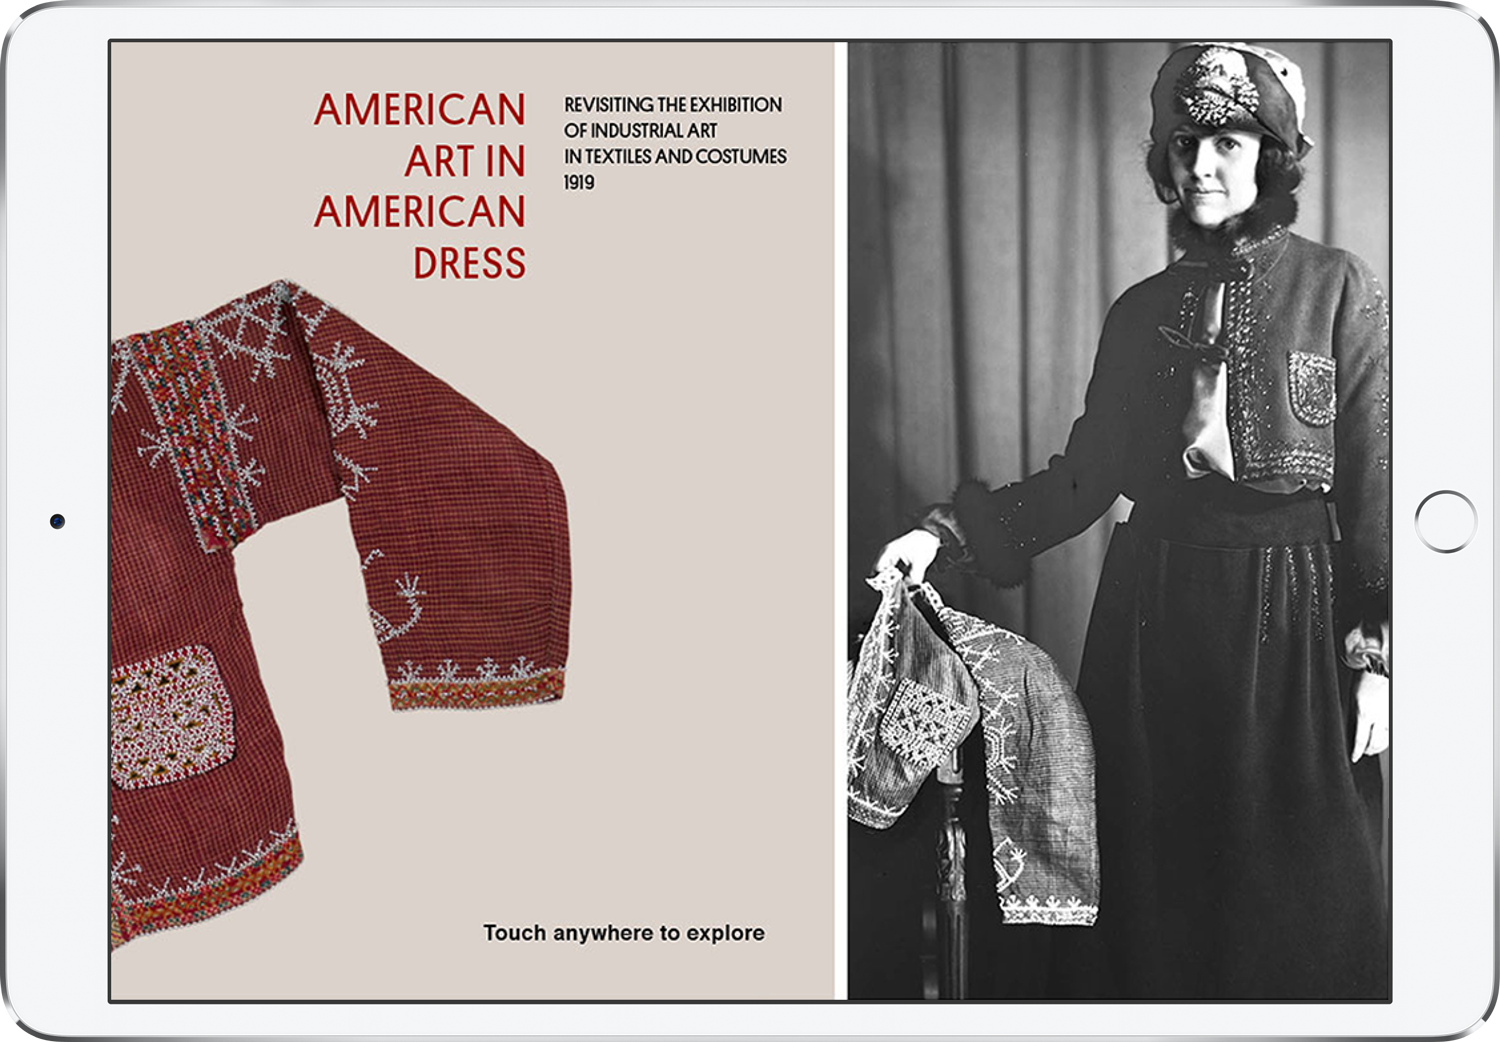 AMERICAN
ART IN
AMERICAN
DRESS
REVISITING THE EXHIBITION
OF INDUSTRIAL ART
IN TEXTILES AND COSTUMES
1919
Touch anywhere to explore